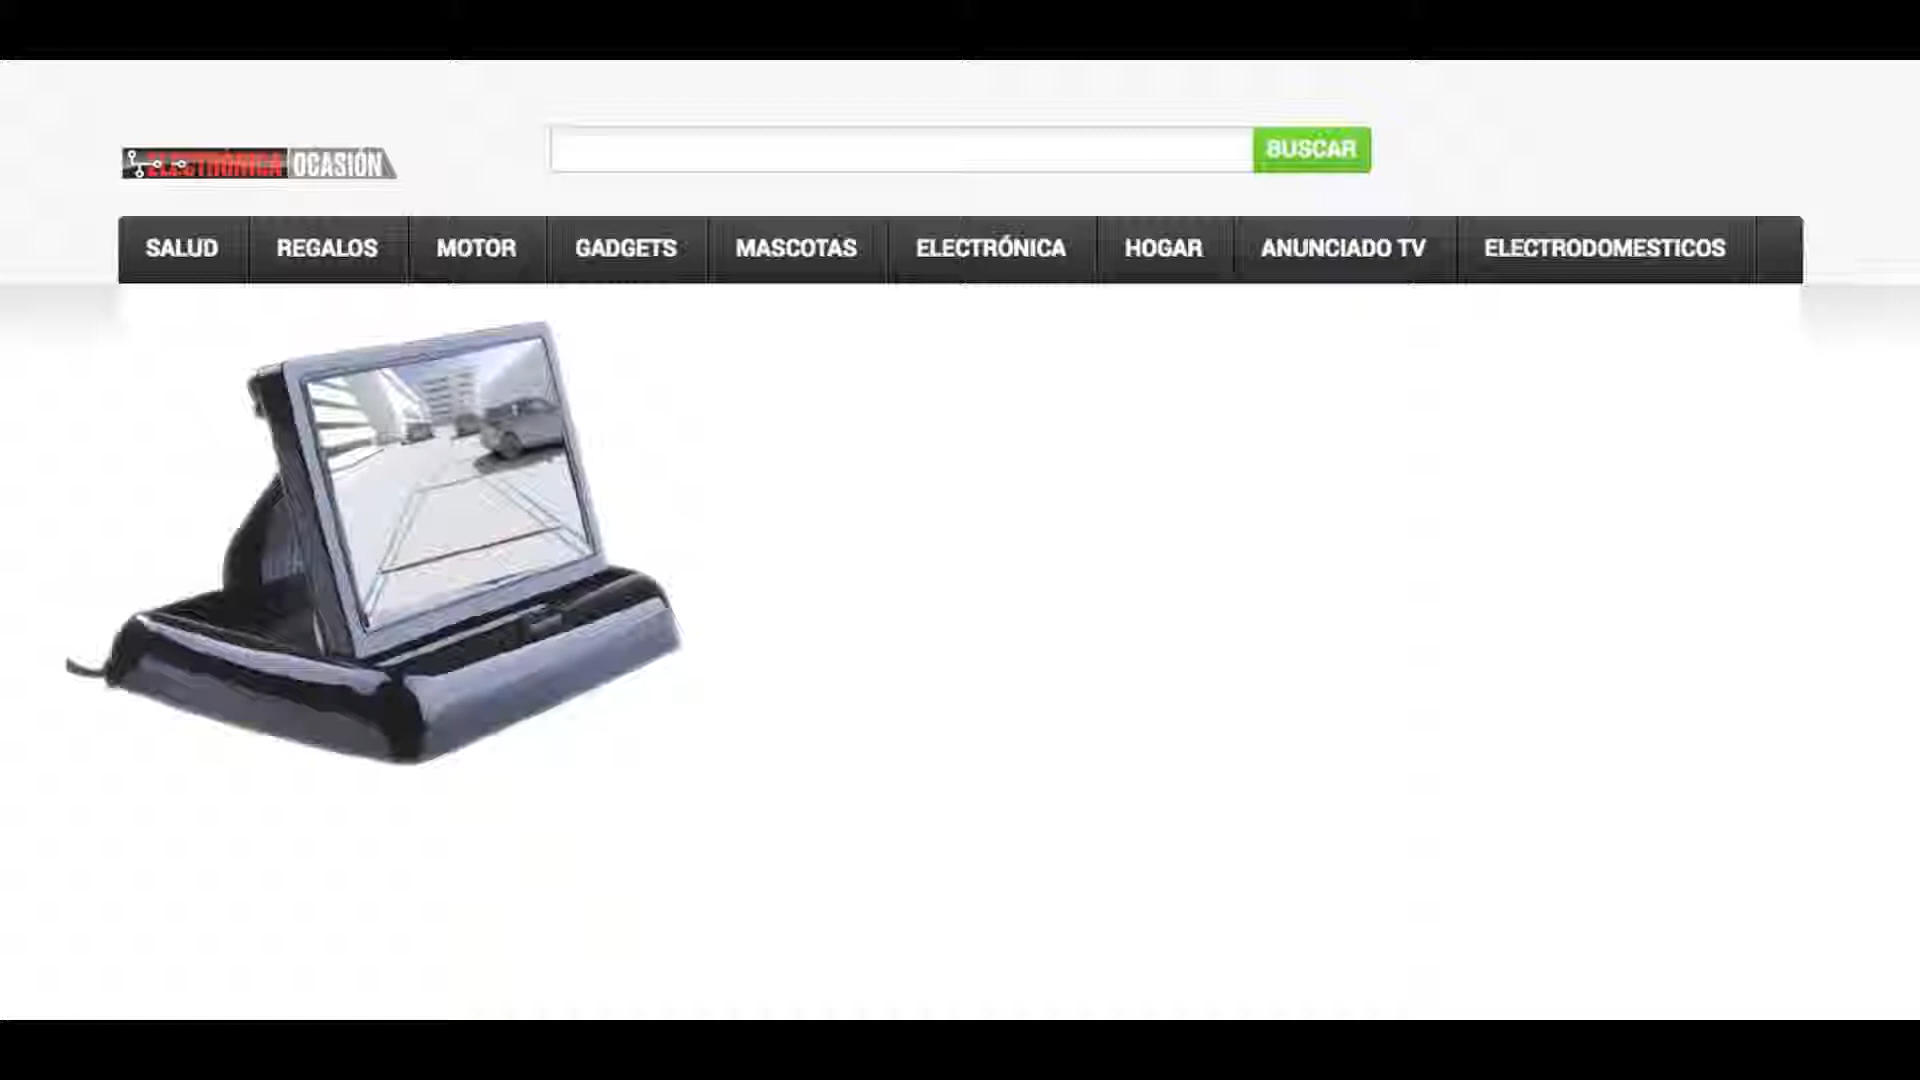 ELECTRÓNICA OCASIÓN
BUSCAR
SALUD REGALOS MOTOR GADGETS MASCOTAS ELECTRÓNICA HOGAR ANUNCIADO TV ELECTRODOMESTICOS